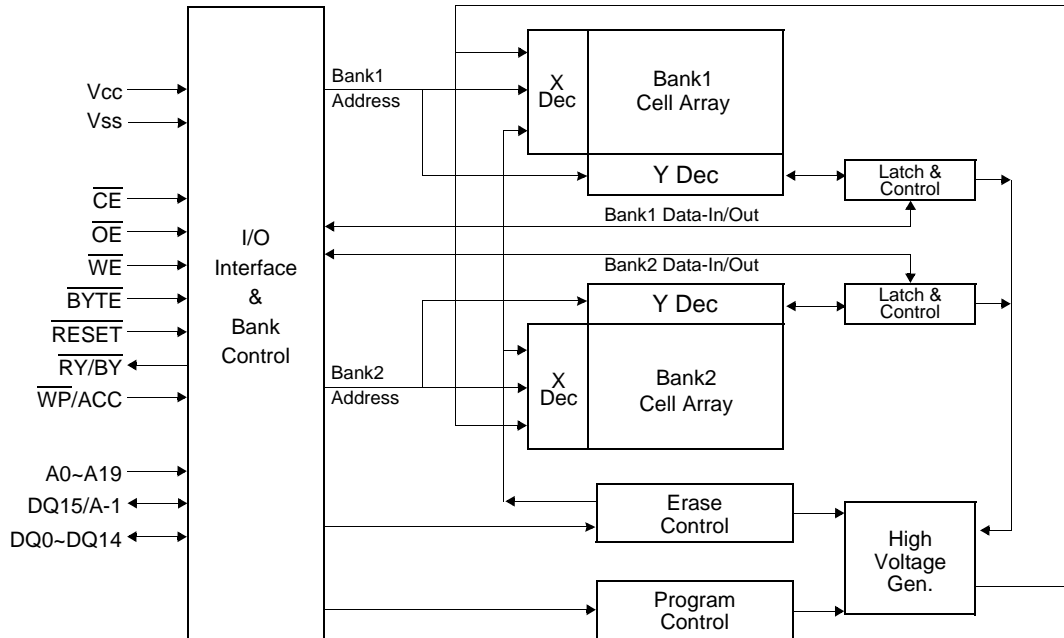 Vcc
Vss
CE
OE
WE
BYTE
RESET
RY/BY
WP/ACC
A0~A19
DQ15/A-1
DQ0~DQ14
I/O
Interface
&
Bank
Control
Bank1
Address
X
Dec
Bank1
Cell Array
Y Dec
Latch &
Control
Bank1 Data-In/Out
Bank2 Data-In/Out
Y Dec
Latch &
Control
Bank2
Address
X
Dec
Bank2
Cell Array
Erase
Control
High
Voltage
Gen.
Program
Control